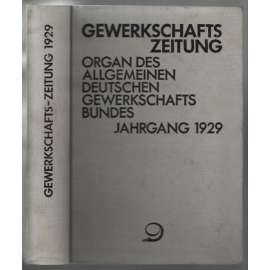 GEWERKSCHAFTS-ZEITUNG 1929
GEWERKSCHAFTS
ZEITUNG
ORGAN DES
ALLGEMEINEN
DEUTSCHEN
GEWERKSCHAFTS
BUNDES
JAHRGANG 1929